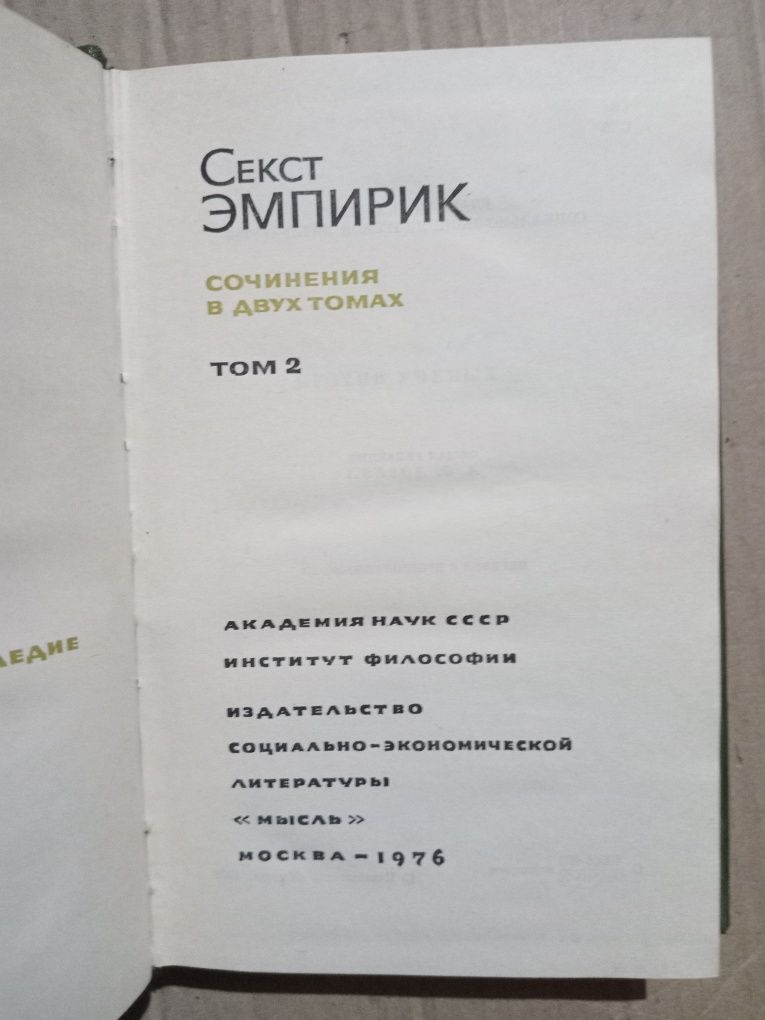 СЕКСТ
ЭМПИРИК
СОЧИНЕНИЯ
В ДВУХ ТОМАХ
ТОМ 2
АКАДЕМИЯ НАУК СССР
ИНСТИТУТ ФИЛОСОФИИ
ИЗДАТЕЛЬСТВО
СОЦИАЛЬНО-ЭКОНОМИЧЕСКОЙ
ЛИТЕРАТУРЫ
« МЫСЛЬ »
МОСКВА – 1976